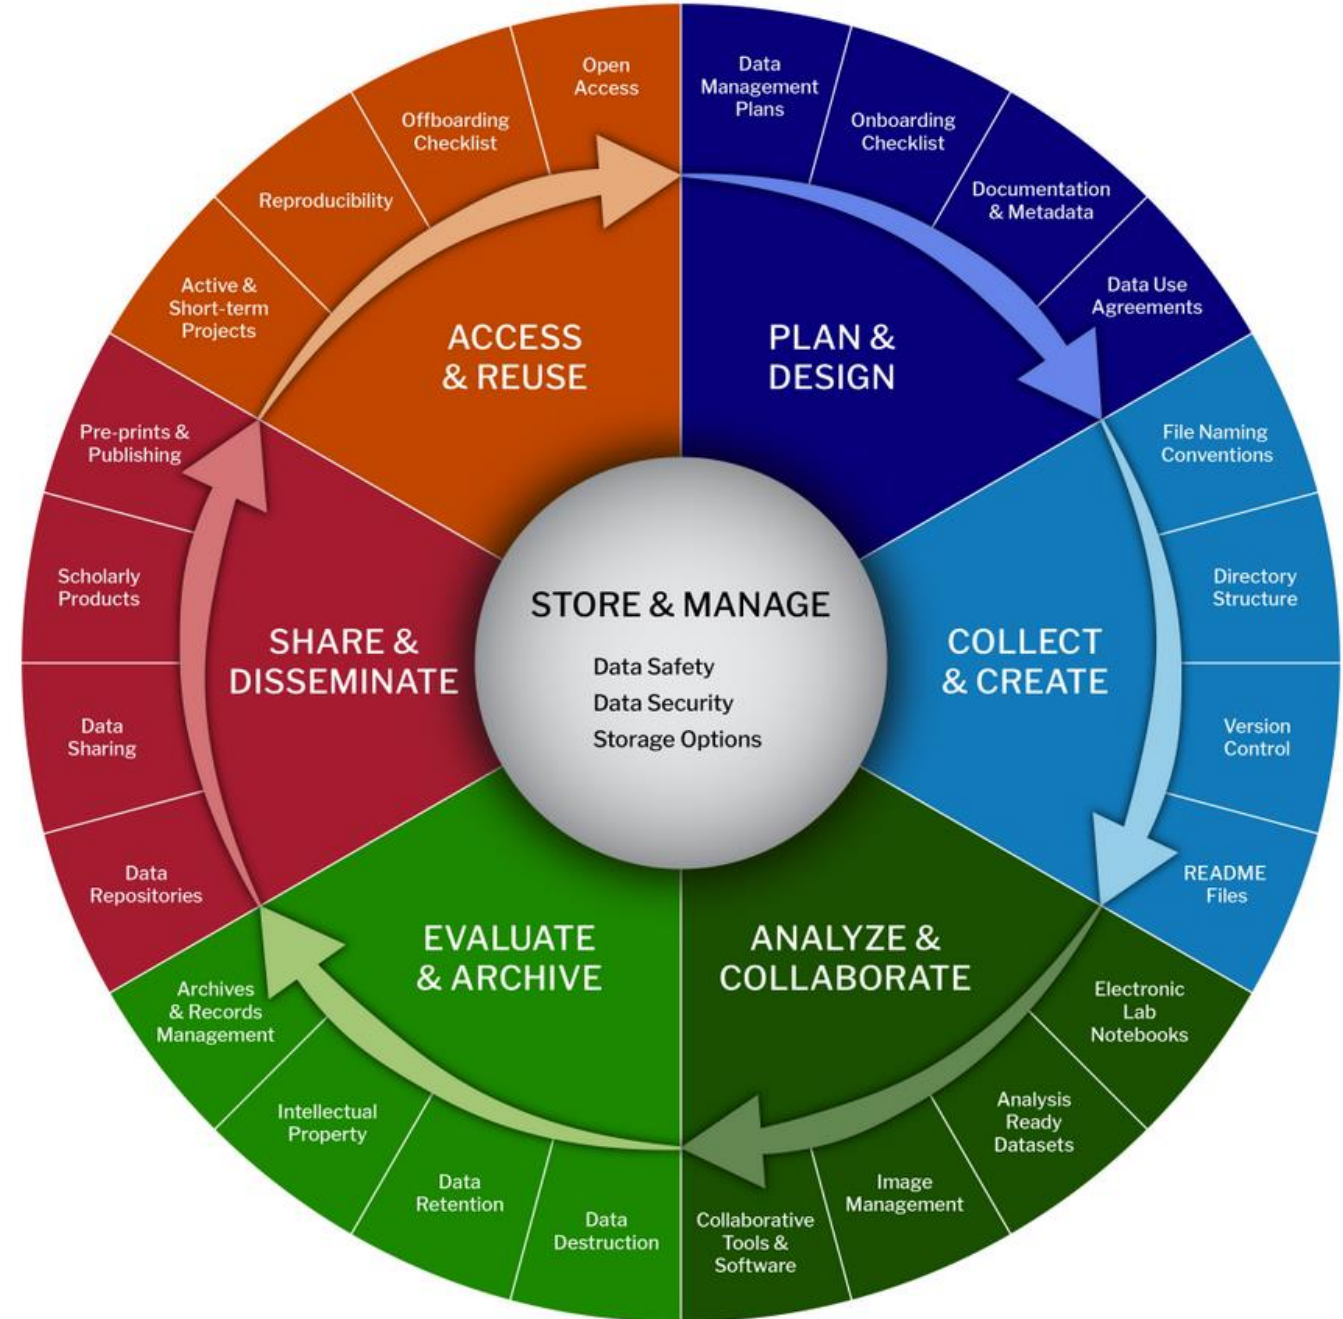 Data
Management
Plans
Onboarding
Checklist
Documentation
& Metadata
Data Use
Agreements
PLAN &
DESIGN
File Naming
Conventions
Directory
Structure
Version
Control
README
Files
COLLECT
& CREATE
Electronic
Lab
Notebooks
Analysis
Ready
Datasets
Image
Management
Collaborative
Tools &
Software
ANALYZE &
COLLABORATE
Data
Destruction
Data
Retention
Intellectual
Property
Archives
& Records
Management
EVALUATE
& ARCHIVE
Data
Repositories
Data
Sharing
Scholarly
Products
Pre-prints &
Publishing
SHARE &
DISSEMINATE
Active &
Short-term
Projects
Reproducibility
Offboarding
Checklist
Open
Access
ACCESS
& REUSE
STORE & MANAGE
Data Safety
Data Security
Storage Options